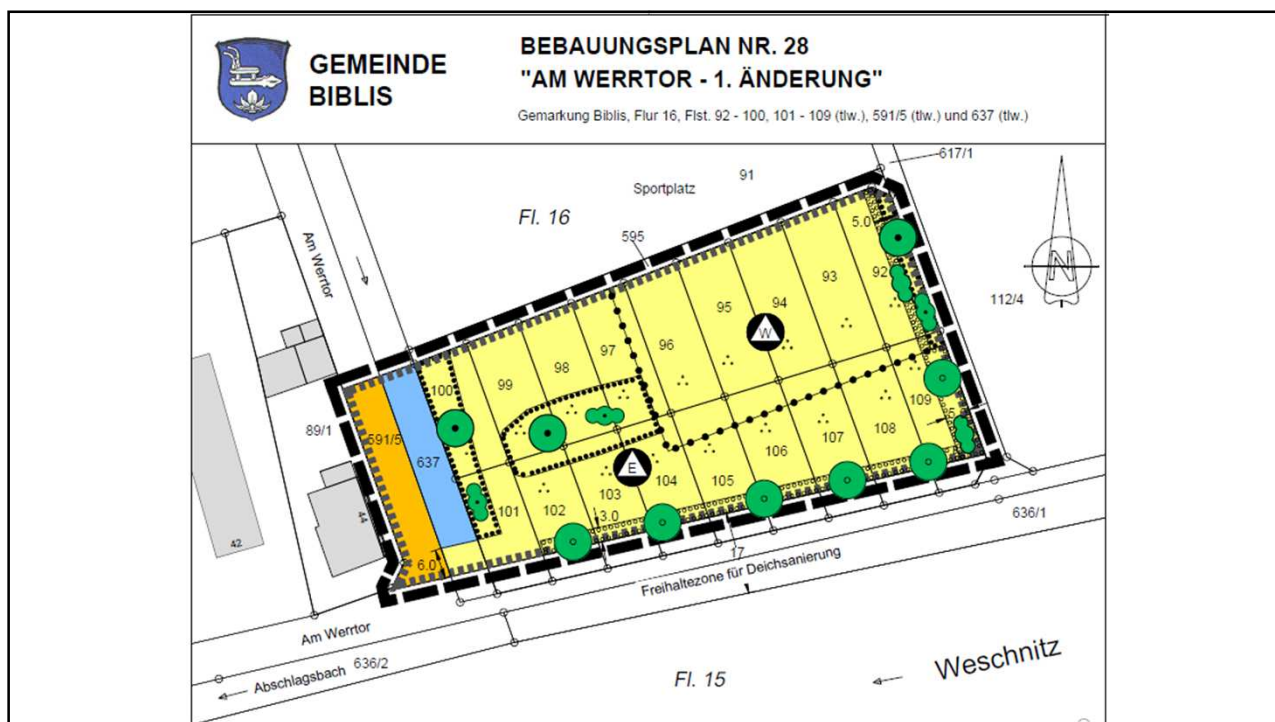 GEMEINDE
BIBLIS
BEBAUUNGSPLAN NR. 28
"AM WERRTOR - 1. ÄNDERUNG"
Gemarkung Biblis, Flur 16, Flst. 92 - 100, 101 - 109 (tlw.), 591/5 (tlw.) und 637 (tlw.)
617/1
91
Sportplatz
Fl. 16
595
5.0
Am Werrtor
N
92
93
94
95
112/4
W
96
97
98
99
100
89/1
591/5
637
109
108
107
106
105
104
E
103
102
101
3.0
44
42
6.0
17
636/1
Freihaltezone für Deichsanierung
Am Werrtor
Abschlagsbach
636/2
Fl. 15
Weschnitz